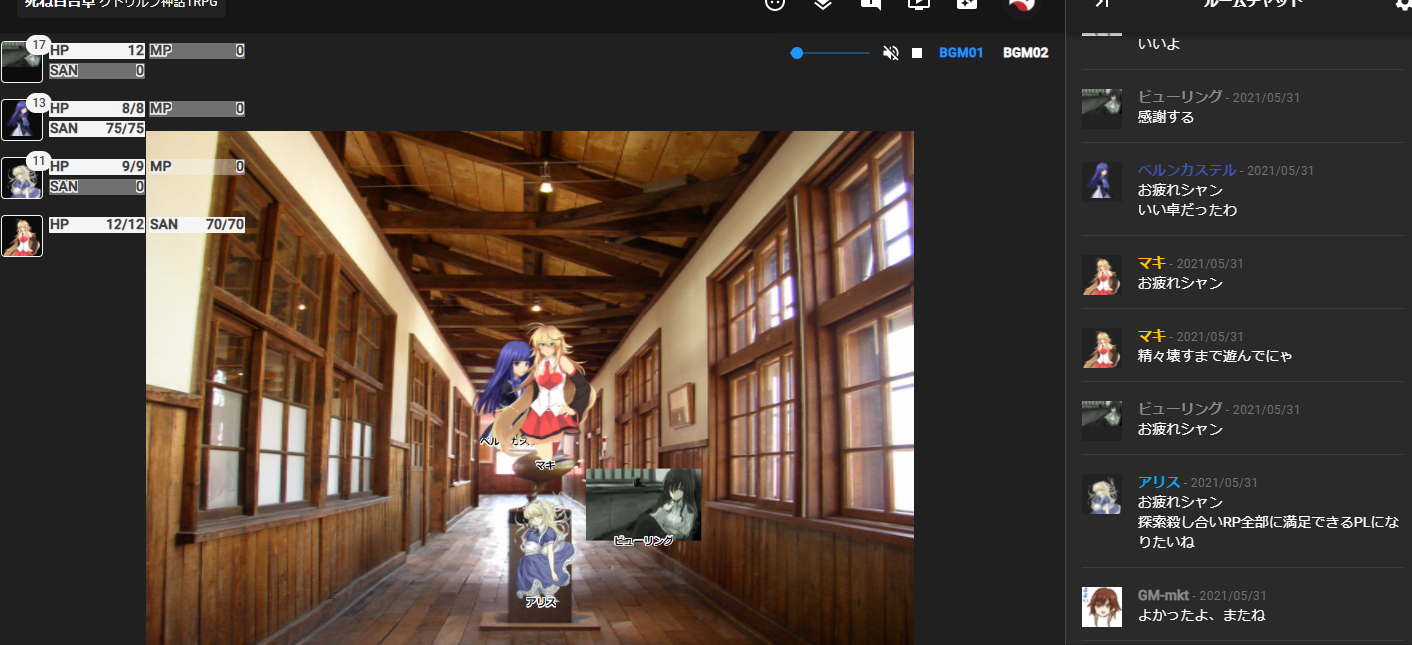 死ね百合卓 クトゥルフ神話TRPG
ルームチャット
17
HP 12 MP 0
SAN 0
13
HP 8/8 MP 0
SAN 75/75
11
HP 9/9 MP 0
SAN 0
HP 12/12 SAN 70/70
BGM01 BGM02
マキ
ビューリング
アリス
いいよ
ビューリング - 2021/05/31
感謝する
ベルンカステル - 2021/05/31
お疲れシャン
いい卓だったわ
マキ - 2021/05/31
お疲れシャン
マキ - 2021/05/31
精々壊すまで遊んでにゃ
ビューリング - 2021/05/31
お疲れシャン
アリス - 2021/05/31
お疲れシャン
探索殺し合いRP全部に満足できるPLにな
りたいね
GM-mkt - 2021/05/31
よかったよ、またね